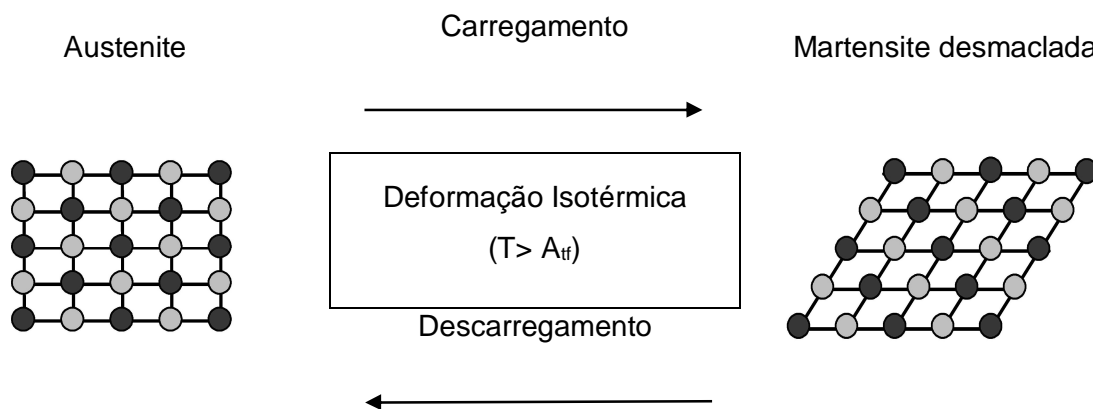 Austenite
Carregamento
Martensite desmaclada
Deformação Isotérmica
(T> Atf)
Descarregamento